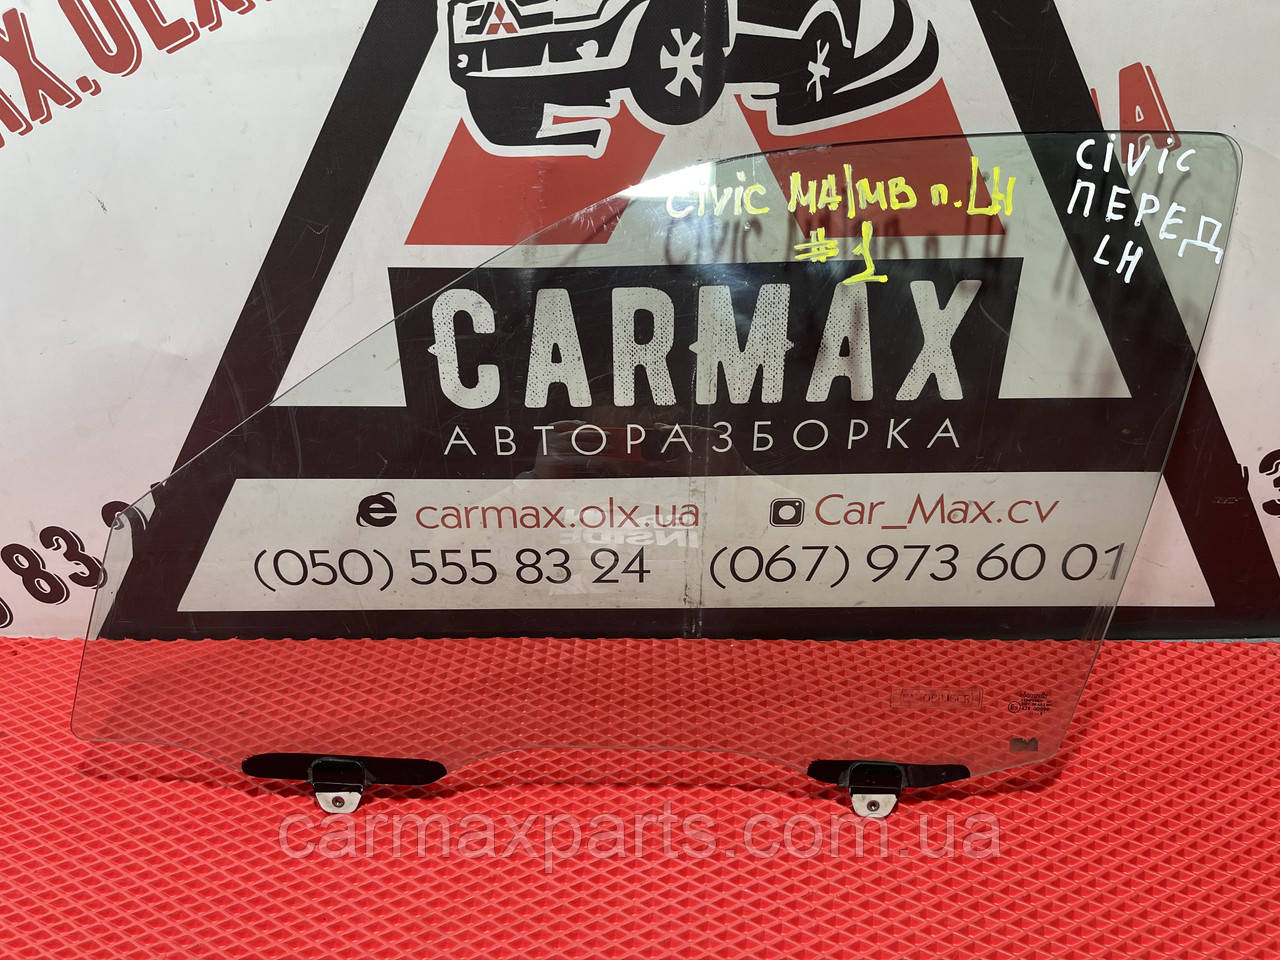 civic MA/MB п. LH
#1
civic
ПЕРЕД
LH
CARMAX
АВТОРАЗБОРКА
carmax.olx.ua
Car_Max.cv
(050) 555 83 24
(067) 973 60 01
carmaxparts.com.ua